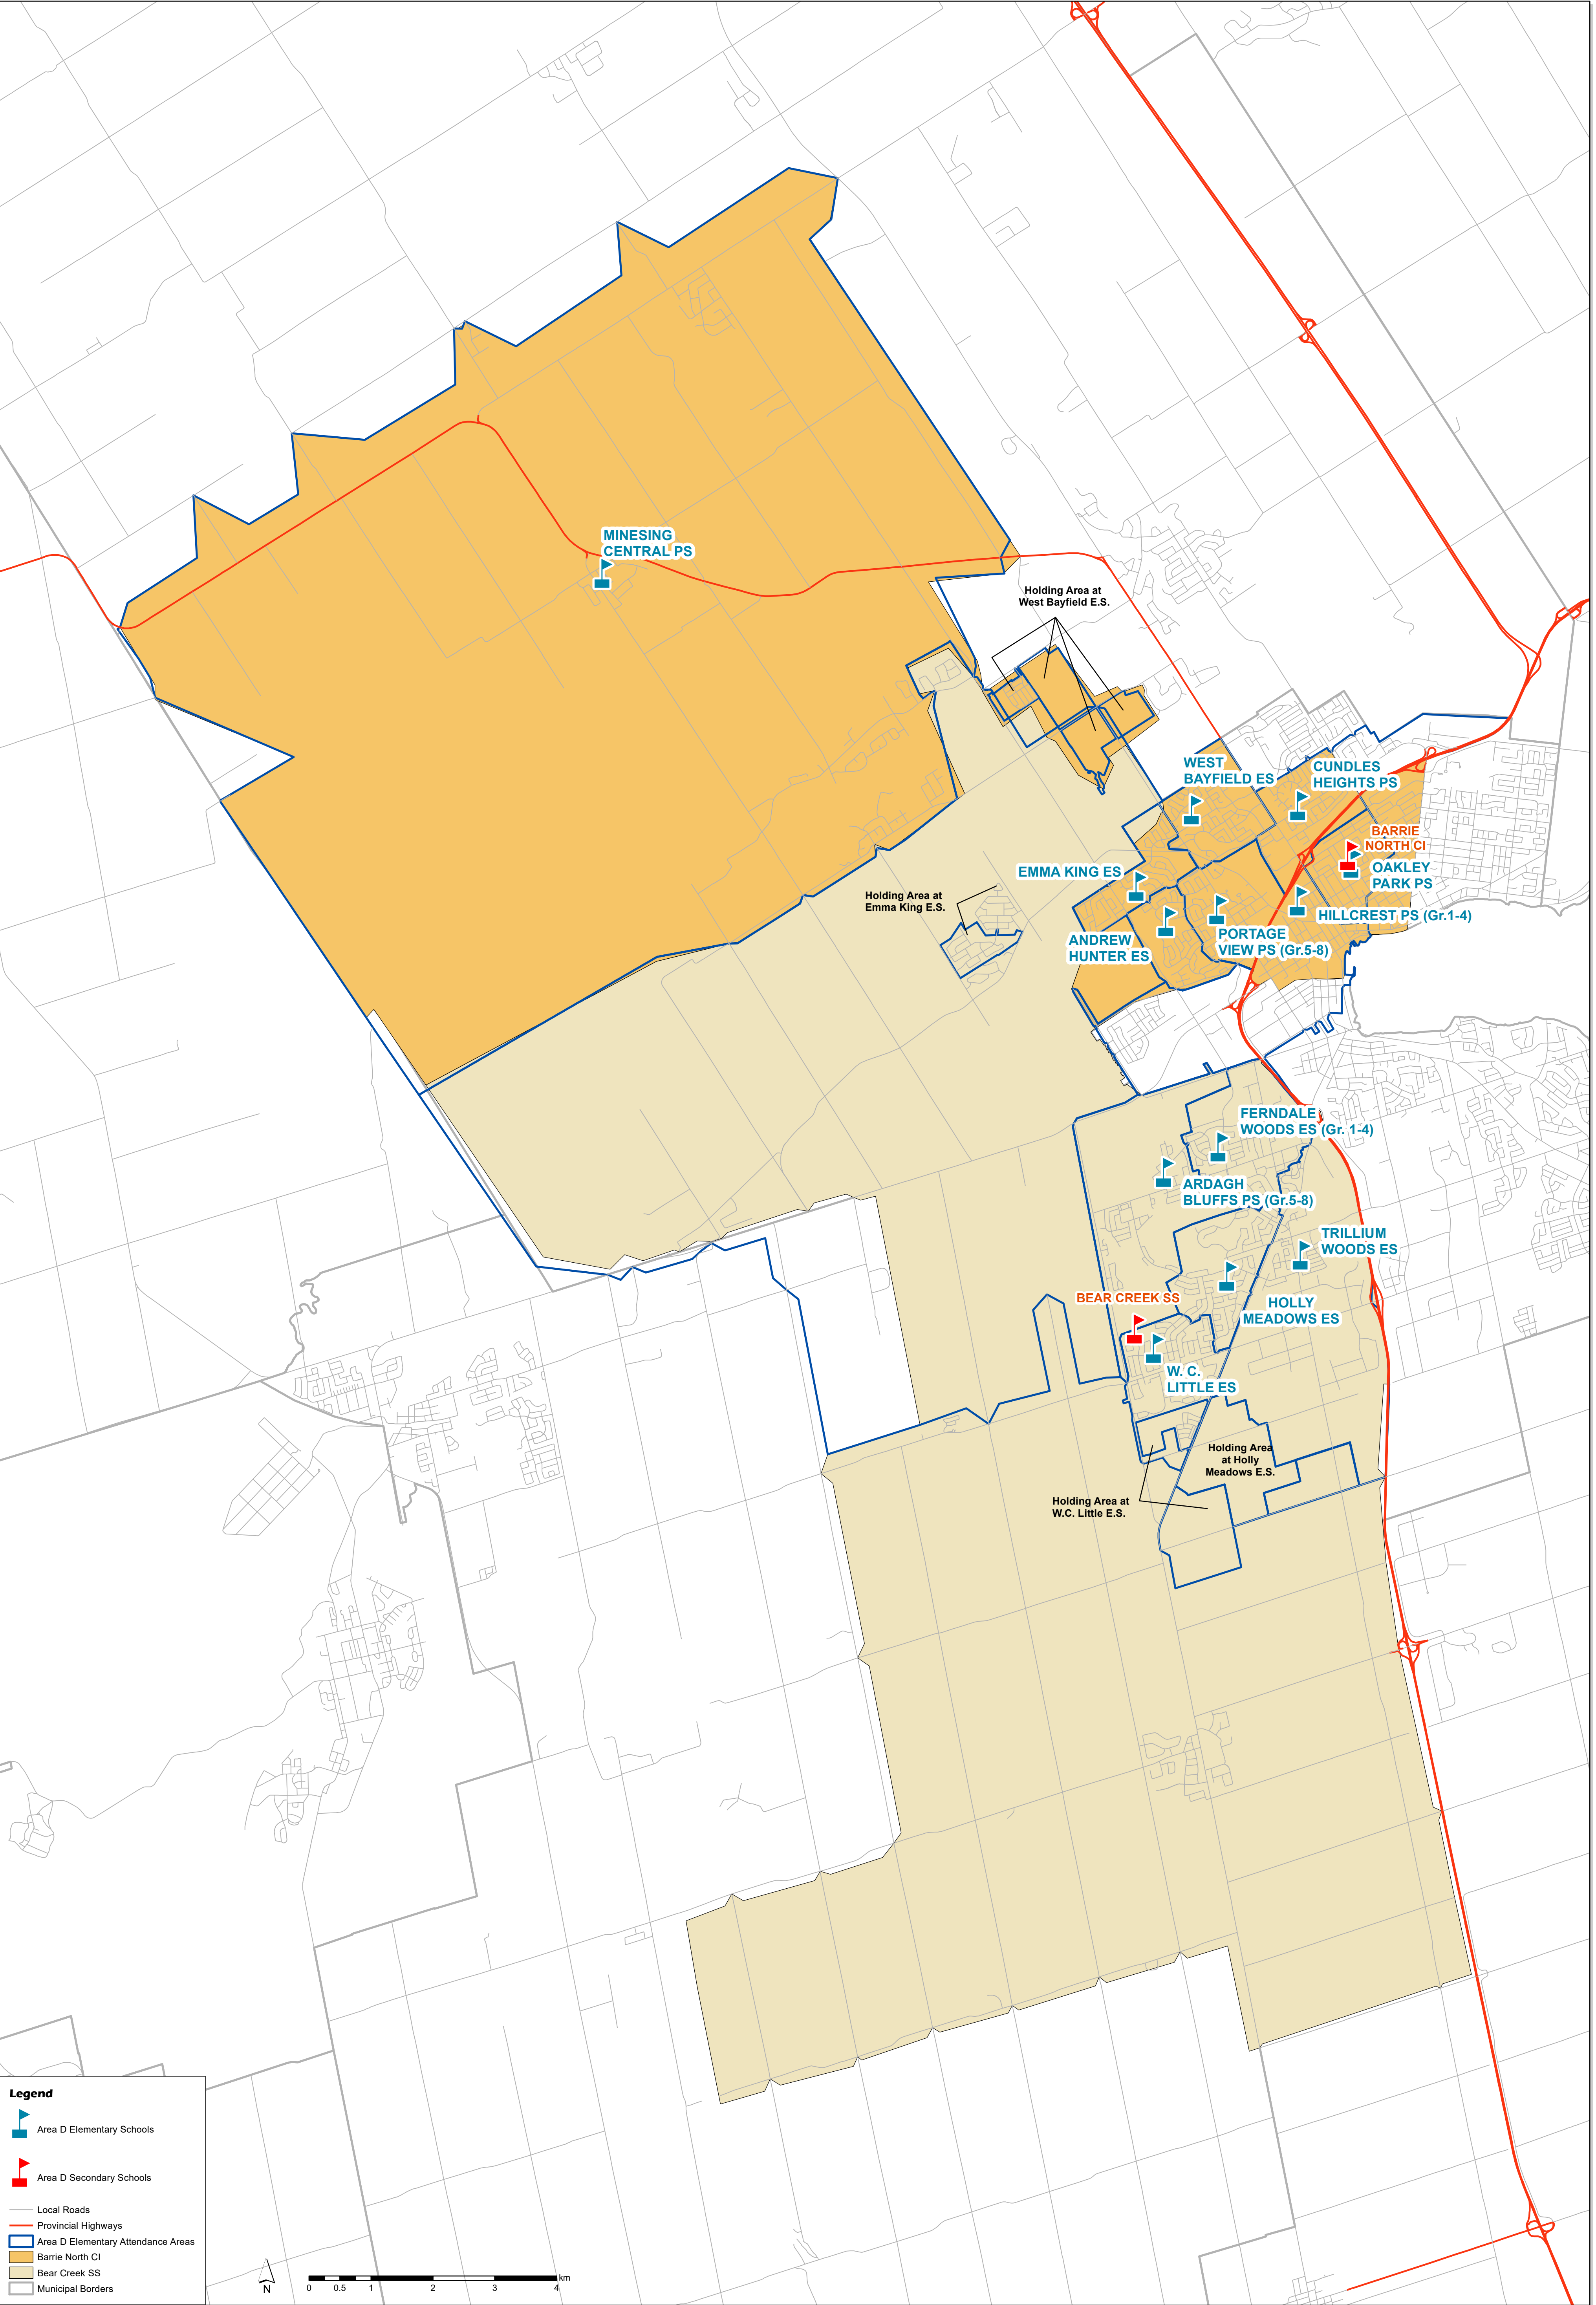 MINESING
CENTRAL PS
Holding Area at
West Bayfield E.S.
WEST
BAYFIELD ES
CUNDLES
HEIGHTS PS
BARRIE
NORTH CI
OAKLEY
PARK PS
EMMA KING ES
Holding Area at
Emma King E.S.
HILLCREST PS (Gr.1-4)
ANDREW
HUNTER ES
PORTAGE
VIEW PS (Gr.5-8)
FERNDALE
WOODS ES (Gr. 1-4)
ARDAGH
BLUFFS PS (Gr.5-8)
TRILLIUM
WOODS ES
BEAR CREEK SS
HOLLY
MEADOWS ES
W. C.
LITTLE ES
Holding Area
at Holly
Meadows E.S.
Holding Area at
W.C. Little E.S.
Legend
Area D Elementary Schools
Area D Secondary Schools
Local Roads
Provincial Highways
Area D Elementary Attendance Areas
Barrie North CI
Bear Creek SS
Municipal Borders
N
km
0 0.5 1 2 3 4